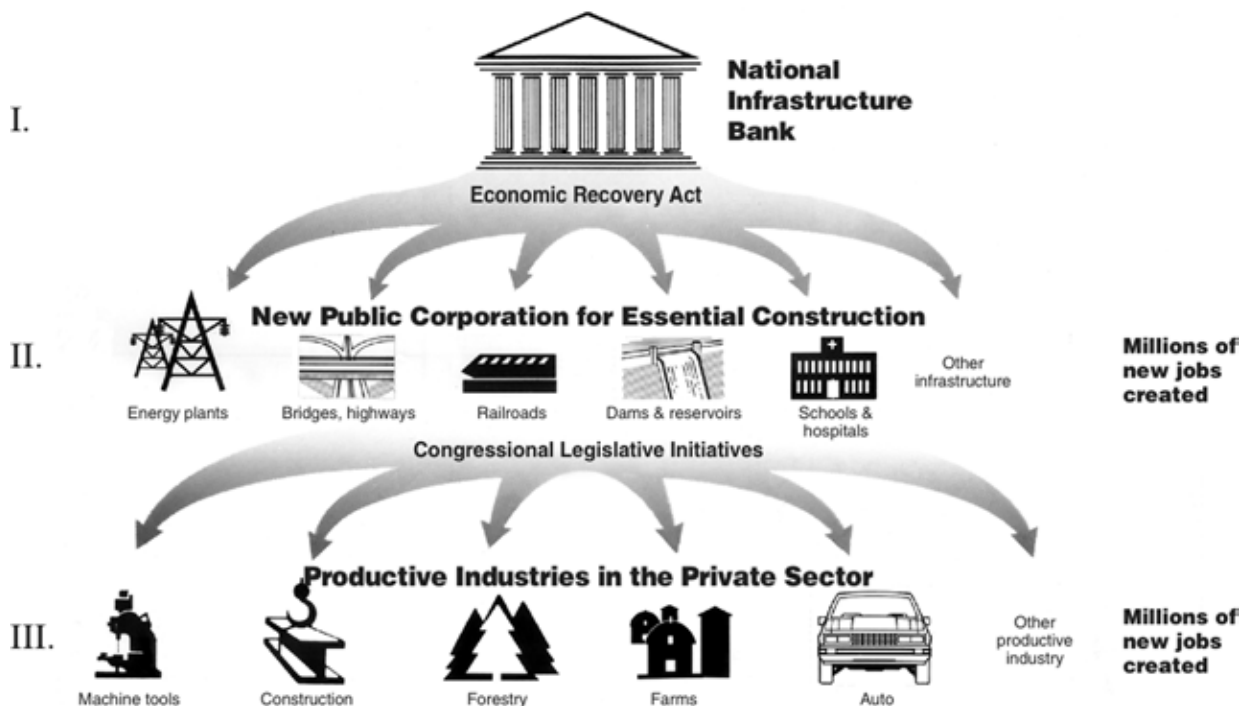 I.
National
Infrastructure
Bank
Economic Recovery Act
New Public Corporation for Essential Construction
II.
Energy plants
Bridges, highways
Railroads
Dams & reservoirs
Schools &
hospitals
Other
infrastructure
Millions of
new jobs
created
Congressional Legislative Initiatives
Productive Industries in the Private Sector
III.
Machine tools
Construction
Forestry
Farms
Auto
Other
productive
industry
Millions of
new jobs
created